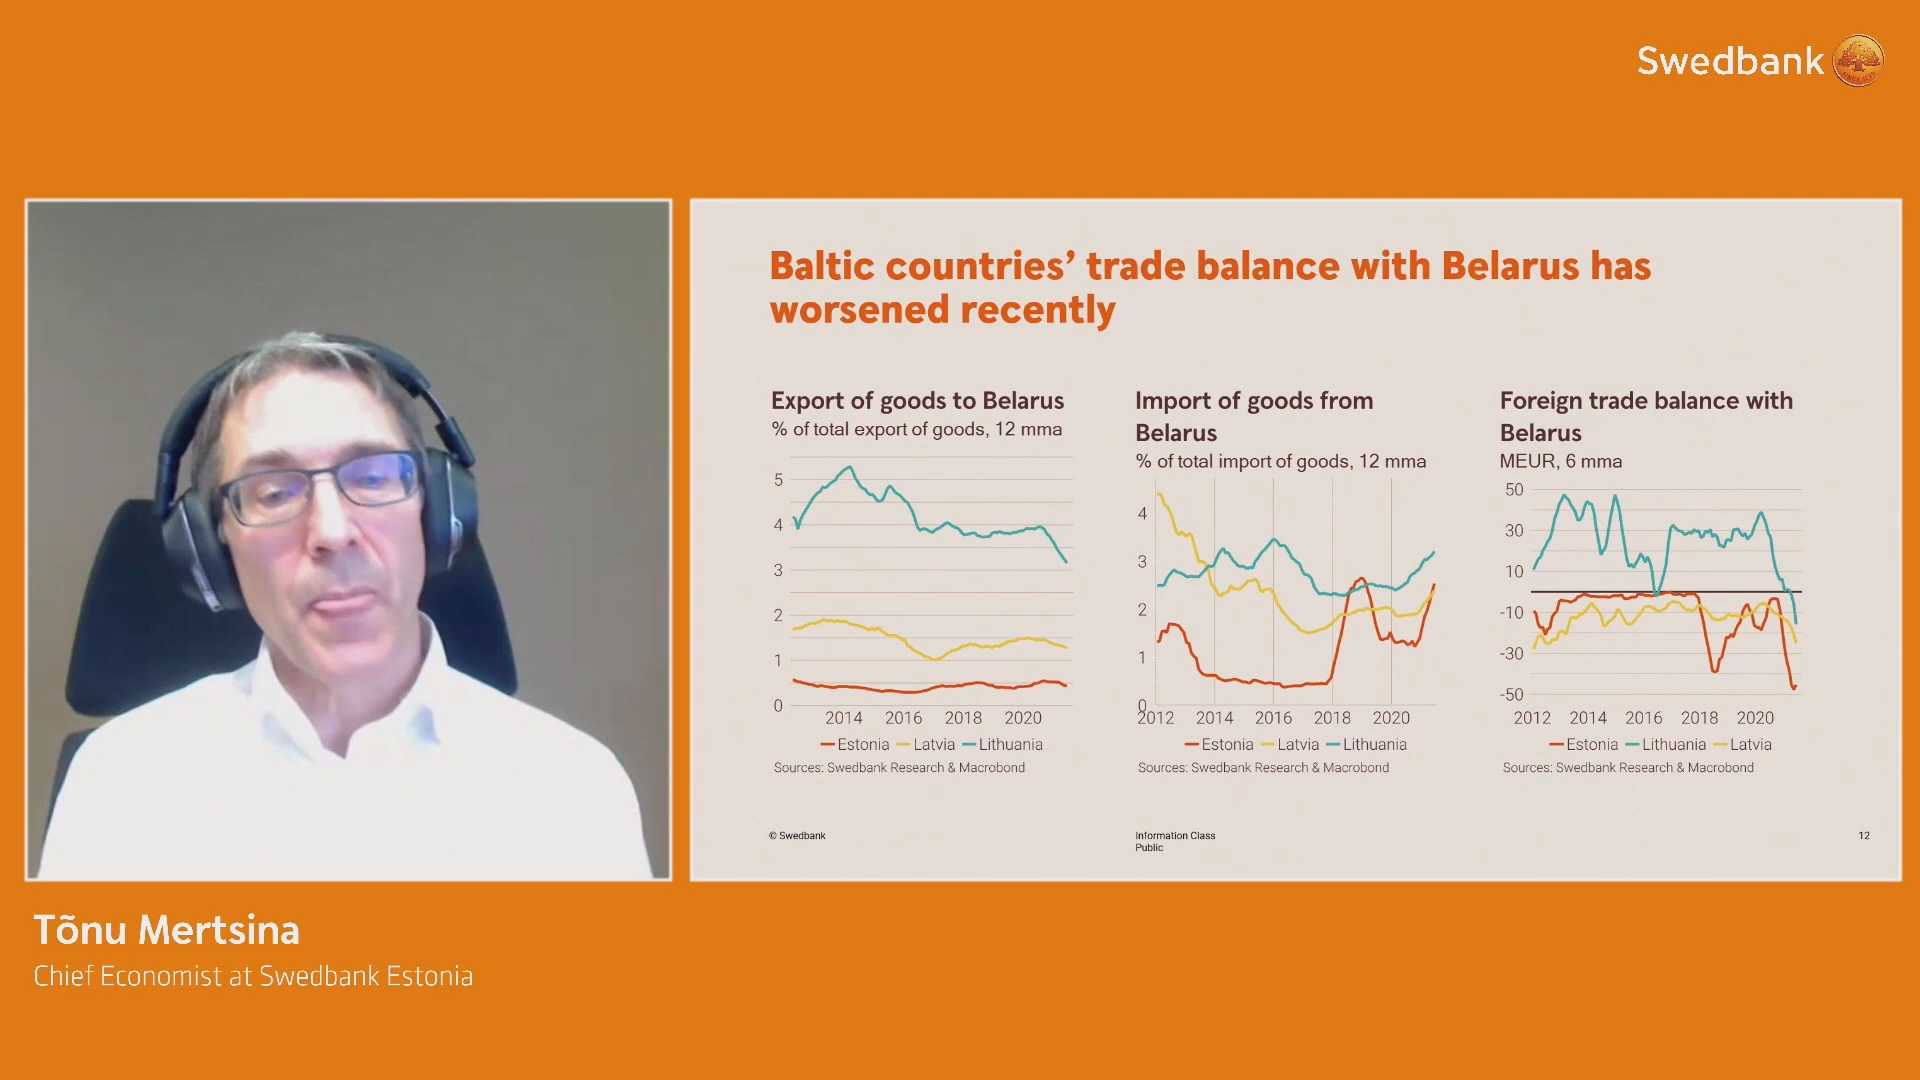 Swedbank
Baltic countries’ trade balance with Belarus has
worsened recently
Export of goods to Belarus
% of total export of goods, 12 mma
5
4
3
2
1
0
2014 2016 2018 2020
Estonia Latvia Lithuania
Sources: Swedbank Research & Macrobond
Import of goods from
Belarus
% of total import of goods, 12 mma
4
3
2
1
0
2012 2014 2016 2018 2020
Estonia Latvia Lithuania
Sources: Swedbank Research & Macrobond
Foreign trade balance with
Belarus
MEUR, 6 mma
50
30
10
-10
-30
-50
2012 2014 2016 2018 2020
Estonia Lithuania Latvia
Sources: Swedbank Research & Macrobond
© Swedbank
Information Class
Public
12
Tõnu Mertsina
Chief Economist at Swedbank Estonia